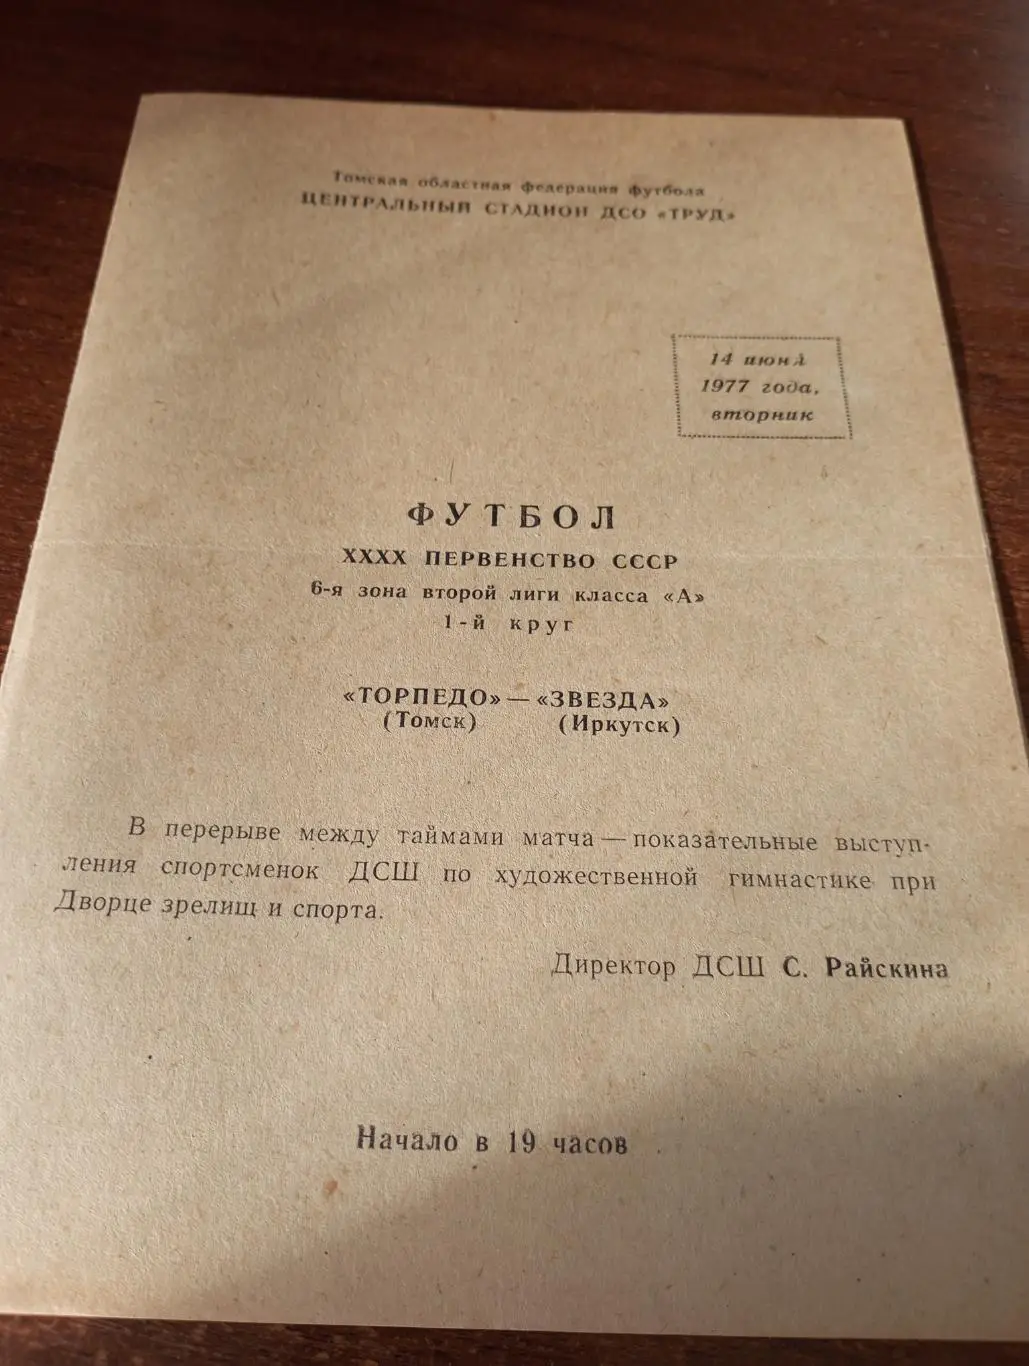 Томская областная федерация футбола
ЦЕНТРАЛЬНЫЙ СТАДИОН ДСО «ТРУД»
14 июня
1977 года,
вторник
ФУТБОЛ
XXXX ПЕРВЕНСТВО СССР
6-я зона второй лиги класса «А»
1-й круг
«ТОРПЕДО» — «ЗВЕЗДА»
(Томск) (Иркутск)
В перерыве между таймами матча — показательные выступ-
ления спортсменок ДСШ по художественной гимнастике при
Дворце зрелищ и спорта.
Директор ДСШ С. Райскина
Начало в 19 часов